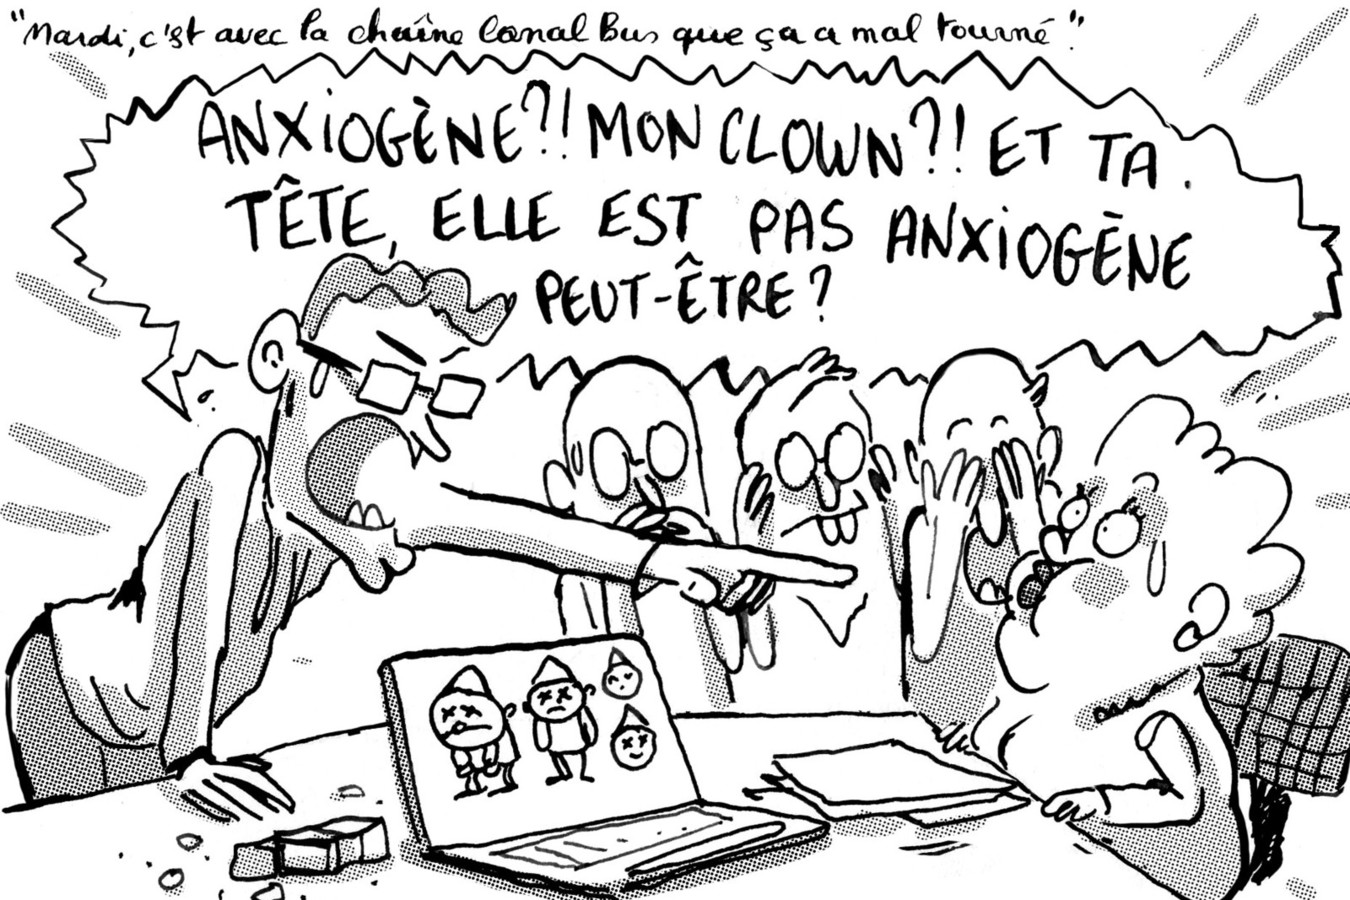 "Mardi, c'est avec la chaîne Canal Bus que ça a mal tourné".
ANXIOGÈNE?! MON CLOWN?! ET TA
TÊTE, ELLE EST PAS ANXIOGÈNE
PEUT-ÊTRE?